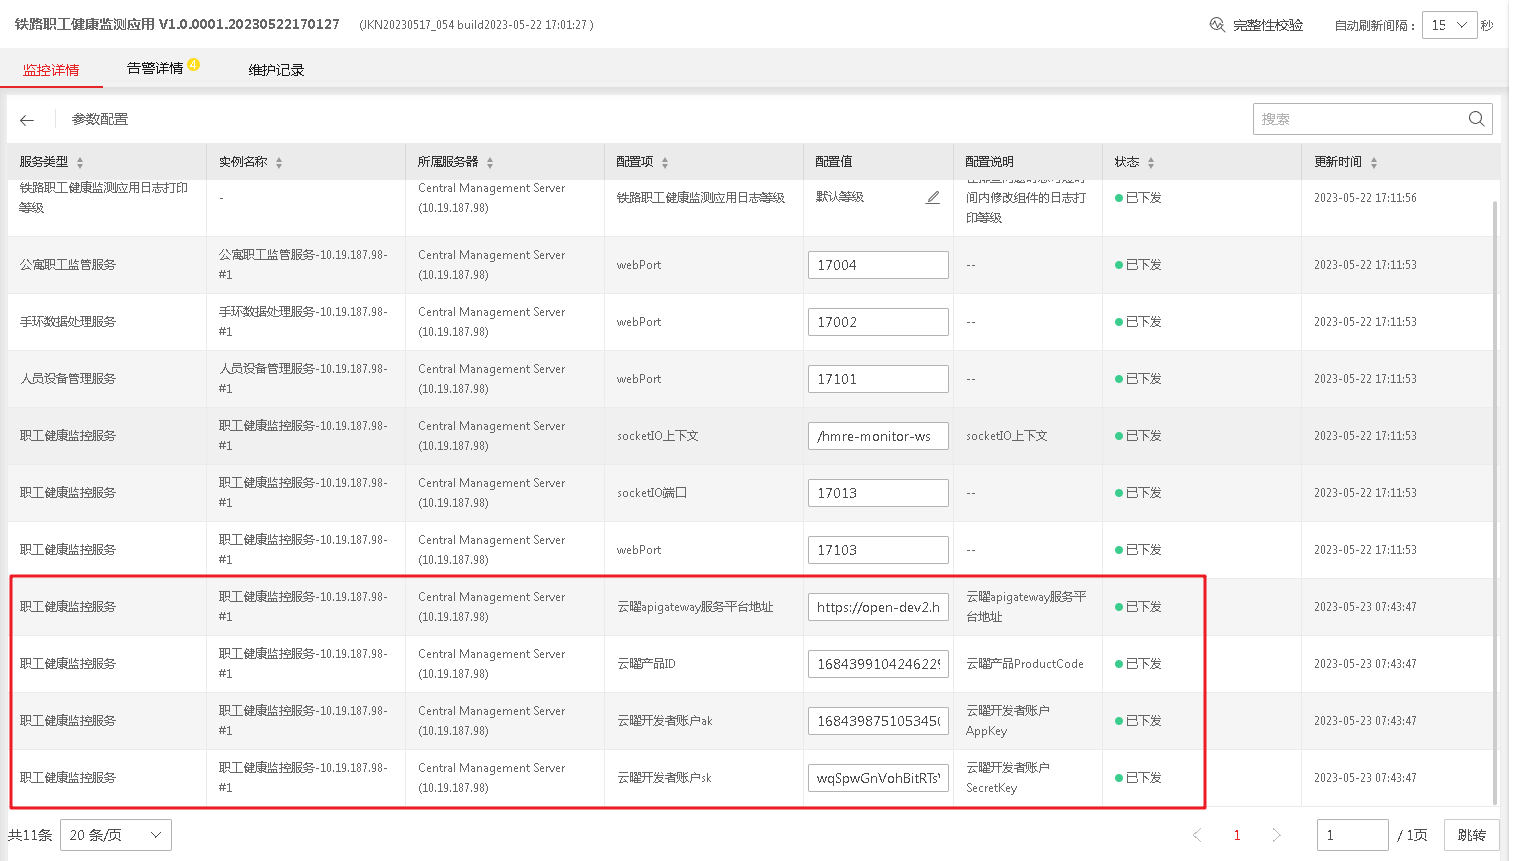 铁路职工健康监测应用 V1.0.0001.20230522170127 (JKN20230517_054 build2023-05-22 17:01:27 ) 完整性校验 自动刷新间隔： 15 秒
监控详情 告警详情 4 维护记录
参数配置 搜索
服务类型 实例名称 所属服务器 配置项 配置值 配置说明 状态 更新时间
铁路职工健康监测应用日志打印
等级
-
Central Management Server
(10.19.187.98)
铁路职工健康监测应用日志等级
默认等级
间内修改组件的日志打
印等级
已下发
2023-05-22 17:11:56
公寓职工监管服务
公寓职工监管服务-10.19.187.98-
#1
Central Management Server
(10.19.187.98)
webPort
17004
--
已下发
2023-05-22 17:11:53
手环数据处理服务
手环数据处理服务-10.19.187.98-
#1
Central Management Server
(10.19.187.98)
webPort
17002
--
已下发
2023-05-22 17:11:53
人员设备管理服务
人员设备管理服务-10.19.187.98-
#1
Central Management Server
(10.19.187.98)
webPort
17101
--
已下发
2023-05-22 17:11:53
职工健康监控服务
职工健康监控服务-10.19.187.98-
#1
Central Management Server
(10.19.187.98)
socketIO上下文
/hmre-monitor-ws
socketIO上下文
已下发
2023-05-22 17:11:53
职工健康监控服务
职工健康监控服务-10.19.187.98-
#1
Central Management Server
(10.19.187.98)
socketIO端口
17013
--
已下发
2023-05-22 17:11:53
职工健康监控服务
职工健康监控服务-10.19.187.98-
#1
Central Management Server
(10.19.187.98)
webPort
17103
--
已下发
2023-05-22 17:11:53
职工健康监控服务
职工健康监控服务-10.19.187.98-
#1
Central Management Server
(10.19.187.98)
云曜apigateway服务平台地址
https://open-dev2.h
云曜apigateway服务平
台地址
已下发
2023-05-23 07:43:47
职工健康监控服务
职工健康监控服务-10.19.187.98-
#1
Central Management Server
(10.19.187.98)
云曜产品ID
168439910424622
云曜产品ProductCode
已下发
2023-05-23 07:43:47
职工健康监控服务
职工健康监控服务-10.19.187.98-
#1
Central Management Server
(10.19.187.98)
云曜开发者账户ak
168439875105345
云曜开发者账户
AppKey
已下发
2023-05-23 07:43:47
职工健康监控服务
职工健康监控服务-10.19.187.98-
#1
Central Management Server
(10.19.187.98)
云曜开发者账户sk
wqSpwGnVohBitRTs
云曜开发者账户
SecretKey
已下发
2023-05-23 07:43:47
共11条 20 条/页 1 1 / 1页 跳转